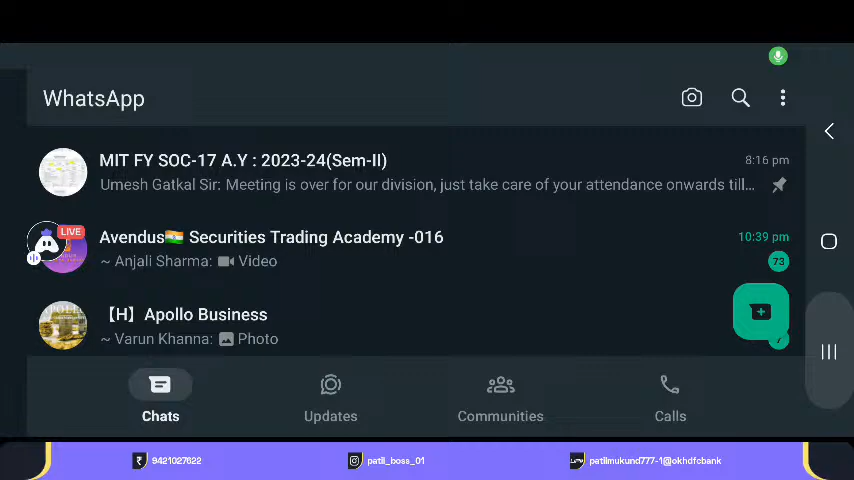 WhatsApp
MIT FY SOC-17 A.Y : 2023-24(Sem-II)
8:16 pm
Umesh Gatkal Sir: Meeting is over for our division, just take care of your attendance onwards till...
LIVE
Avendus🇮🇳 Securities Trading Academy -016
10:39 pm
~ Anjali Sharma: Video
73
【H】Apollo Business
~ Varun Khanna: Photo
7
Chats
Updates
Communities
Calls
₹ 9421027622
patil_boss_01
patilmukund777-1@okhdfcbank